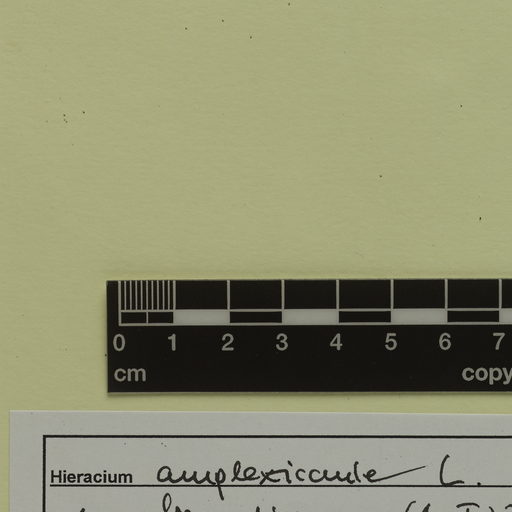 0 1 2 3 4 5 6 7
cm copy
Hieracium amplexicaule L.